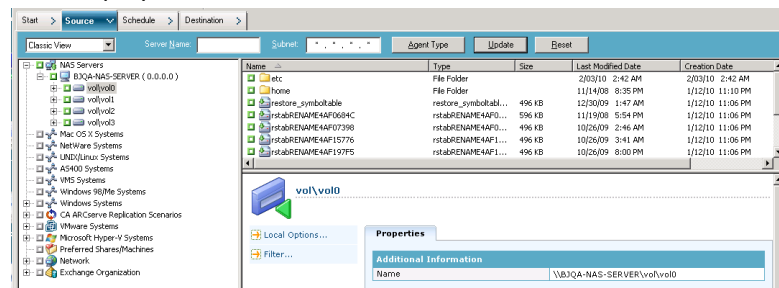 Start > Source Schedule > Destination >
Classic View Server Name: Subnet: * . * . * . * Agent Type Update Reset
NAS Servers
BJQA-NAS-SERVER ( 0.0.0.0 )
vol\vol0
vol\vol1
vol\vol2
vol\vol3
Mac OS X Systems
NetWare Systems
UNIX/Linux Systems
AS400 Systems
VMS Systems
Windows 98/Me Systems
Windows Systems
CA ARCserve Replication Scenarios
VMware Systems
Microsoft Hyper-V Systems
Preferred Shares/Machines
Network
Exchange Organization
Name Type Size Last Modified Date Creation Date
etc File Folder 2/03/10 2:42 AM 2/03/10 2:42 AM
home File Folder 11/14/08 8:35 PM 1/12/10 11:10 PM
restore_symboltable restore_symboltabl... 496 KB 12/30/09 1:47 AM 1/12/10 11:06 PM
rstabRENAME4AF0684C rstabRENAME4AF0... 596 KB 11/19/08 5:54 PM 1/12/10 11:06 PM
rstabRENAME4AF07398 rstabRENAME4AF0... 496 KB 10/26/09 2:46 AM 1/12/10 11:06 PM
rstabRENAME4AF15776 rstabRENAME4AF1... 496 KB 10/26/09 3:41 AM 1/12/10 11:06 PM
rstabRENAME4AF197F5 rstabRENAME4AF1... 496 KB 10/26/09 8:00 PM 1/12/10 11:06 PM
vol\vol0
Local Options...
Filter...
Properties
Additional Information
Name \\BJQA-NAS-SERVER\vol\vol0